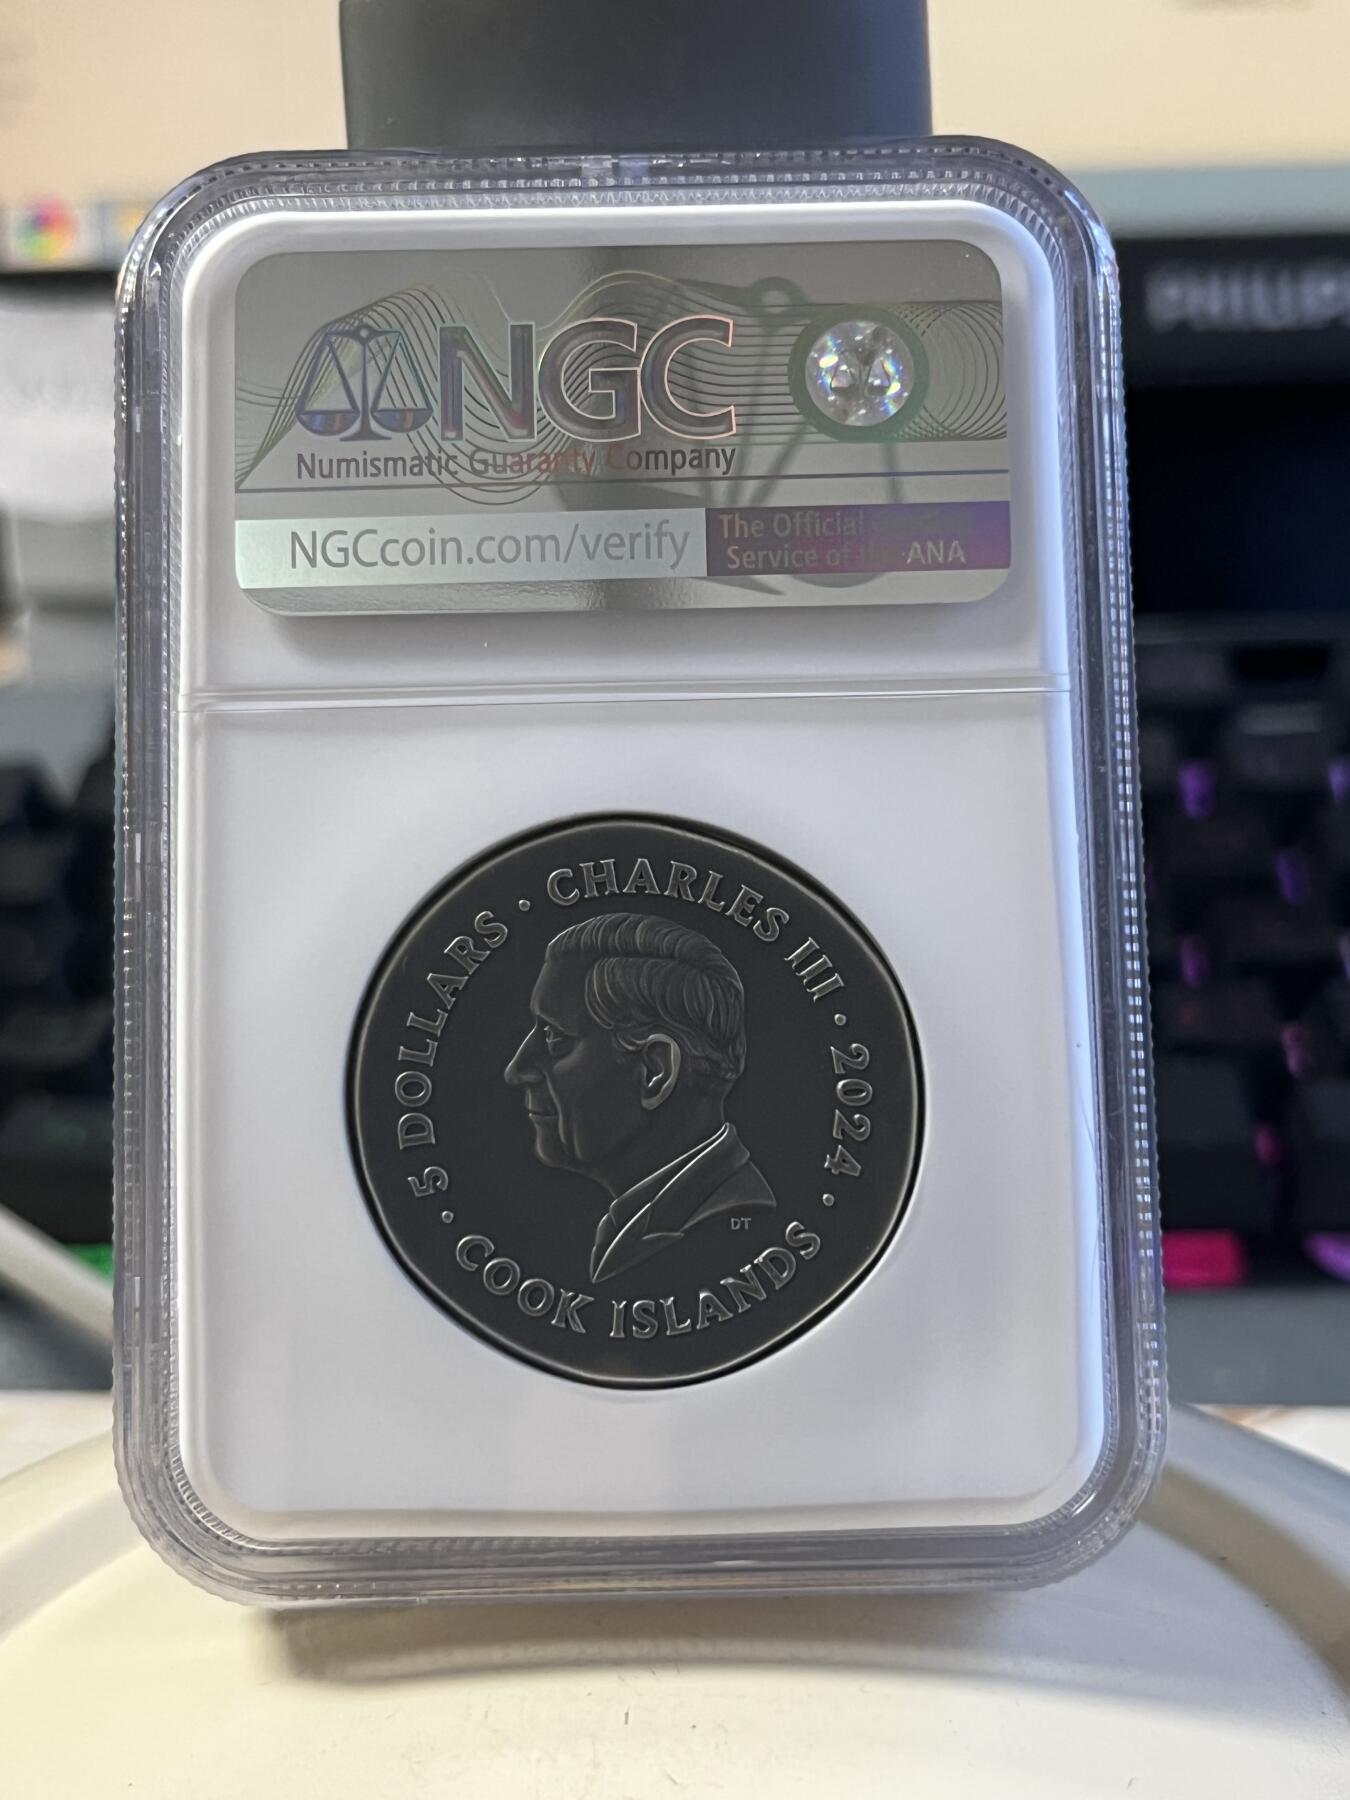 NGC
Numismatic Guaranty Company
NGCcoin.com/verify
The Official
Service of the ANA
5 DOLLARS · CHARLES III · 2024 · COOK ISLANDS ·
DT